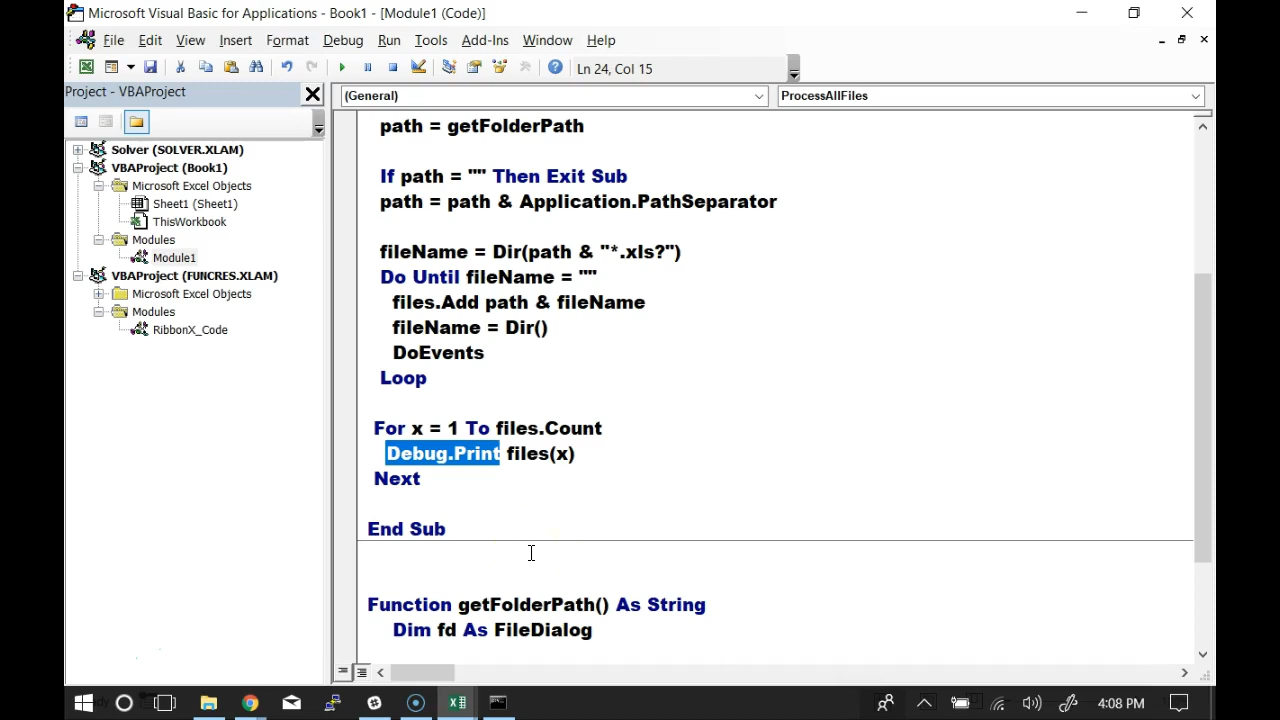 Microsoft Visual Basic for Applications - Book1 - [Module1 (Code)]
File Edit View Insert Format Debug Run Tools Add-Ins Window Help
Ln 24, Col 15
Project - VBAProject
(General)
ProcessAllFiles
Solver (SOLVER.XLAM)
VBAProject (Book1)
Microsoft Excel Objects
Sheet1 (Sheet1)
ThisWorkbook
Modules
Module1
VBAProject (FUNCRES.XLAM)
Microsoft Excel Objects
Modules
RibbonX_Code
path = getFolderPath
If path = "" Then Exit Sub
path = path & Application.PathSeparator
fileName = Dir(path & "*.xls?")
Do Until fileName = ""
files.Add path & fileName
fileName = Dir()
DoEvents
Loop
For x = 1 To files.Count
Debug.Print files(x)
Next
End Sub
Function getFolderPath() As String
Dim fd As FileDialog
4:08 PM